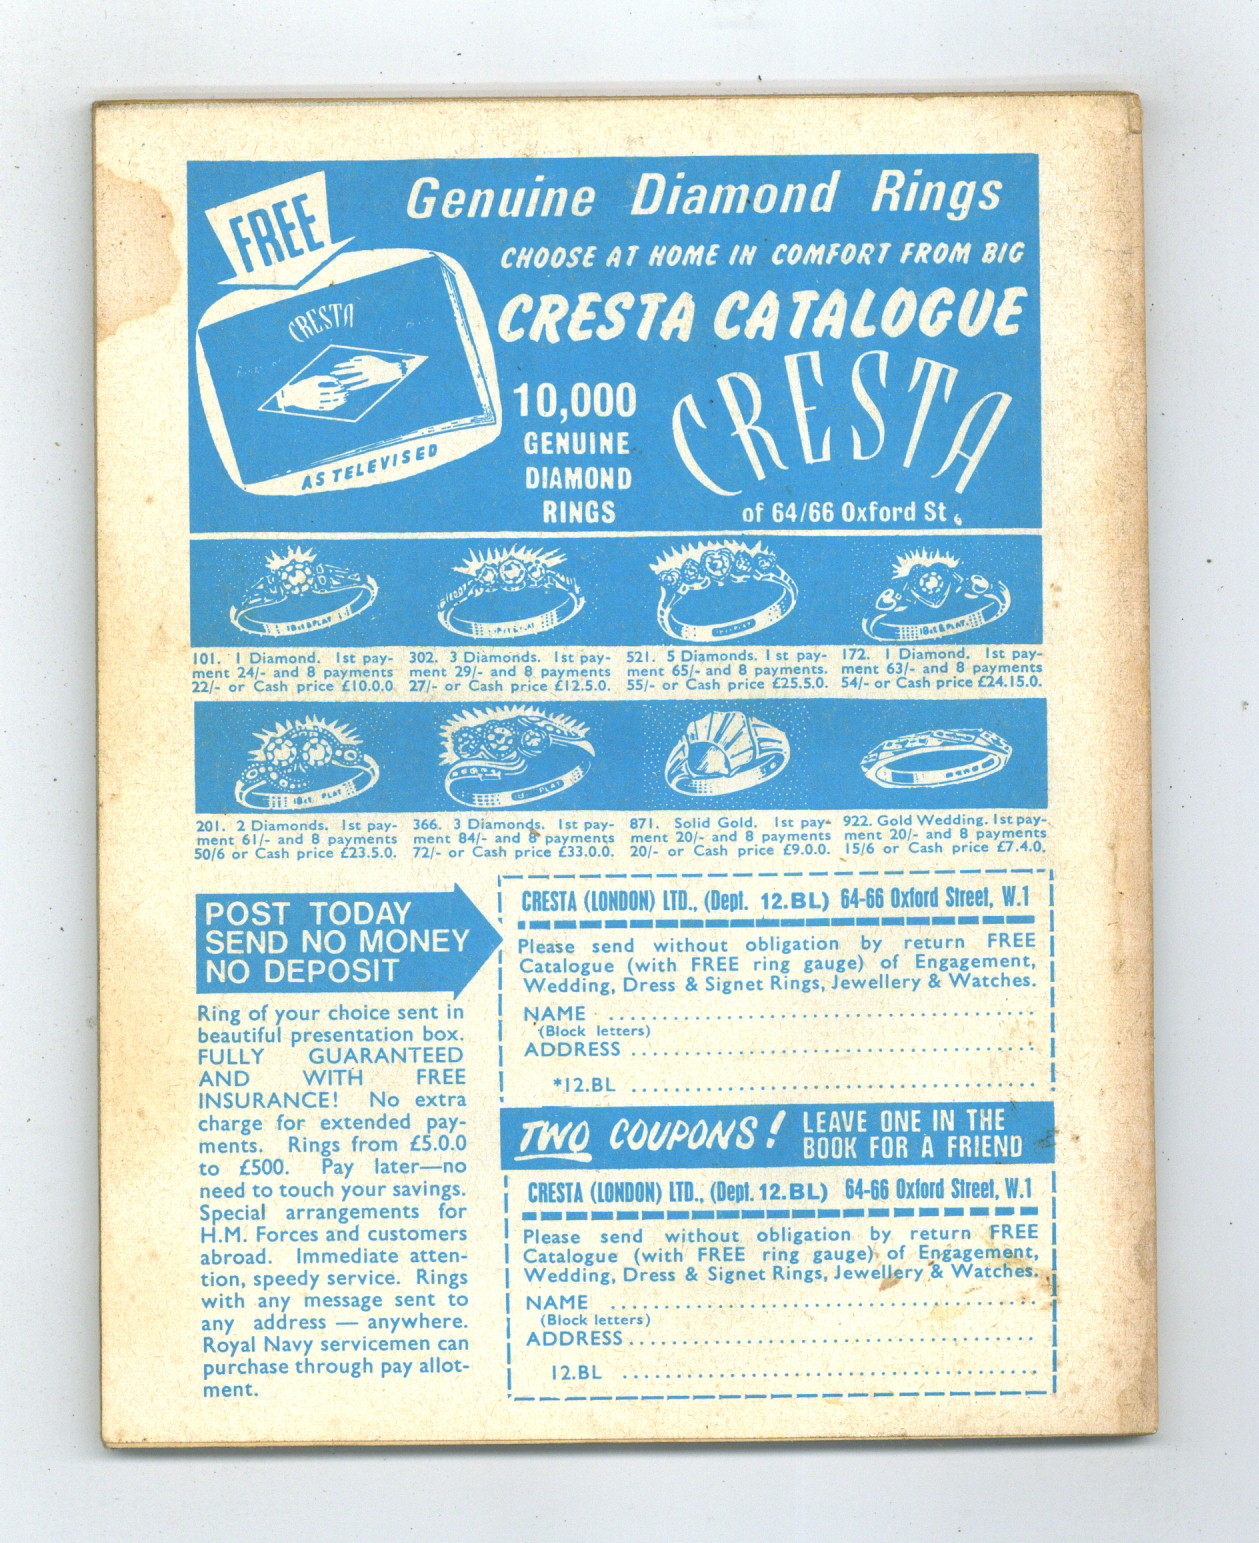 FREE
Genuine Diamond Rings
CHOOSE AT HOME IN COMFORT FROM BIG
CRESTA CATALOGUE
CRESTA
AS TELEVISED
10,000
GENUINE
DIAMOND
RINGS
CRESTA
of 64/66 Oxford St
18ct & PLAT
18ct & PLAT
101. 1 Diamond. 1st pay-
ment 24/- and 8 payments
22/- or Cash price £10.0.0
302. 3 Diamonds. 1st pay-
ment 29/- and 8 payments
27/- or Cash price £12.5.0.
521. 5 Diamonds. 1st pay-
ment 65/- and 8 payments.
55/- or Cash price £25.5.0.
172. 1 Diamond. 1st pay-
ment 63/- and 8 payments
54/- or Cash price £24.15.0.
18ct PLAT
PLAT
201. 2 Diamonds. 1st pay-
ment 61/- and 8 payments
50/6 or Cash price £23.5.0.
366. 3 Diamonds. 1st pay-
ment 84/- and 8 payments
72/- or Cash price £33.0.0.
871. Solid Gold. 1st pay-
ment 20/- and 8 payments
20/- or Cash price £9.0.0.
922. Gold Wedding. 1st pay-
ment 20/- and 8 payments
15/6 or Cash price £7.4.0.
POST TODAY
SEND NO MONEY
NO DEPOSIT
Ring of your choice sent in
beautiful presentation box.
FULLY GUARANTEED
AND WITH FREE
INSURANCE! No extra
charge for extended pay-
ments. Rings from £5.0.0
to £500. Pay later—no
need to touch your savings.
Special arrangements for
H.M. Forces and customers
abroad. Immediate atten-
tion, speedy service. Rings
with any message sent to
any address — anywhere.
Royal Navy servicemen can
purchase through pay allot-
ment.
CRESTA (LONDON) LTD., (Dept. 12.BL) 64-66 Oxford Street, W.1
Please send without obligation by return FREE
Catalogue (with FREE ring gauge) of Engagement,
Wedding, Dress & Signet Rings, Jewellery & Watches.
NAME
(Block letters)
ADDRESS
*12.BL
TWO COUPONS! LEAVE ONE IN THE
BOOK FOR A FRIEND
CRESTA (LONDON) LTD., (Dept. 12.BL) 64-66 Oxford Street, W.1
Please send without obligation by return FREE
Catalogue (with FREE ring gauge) of Engagement,
Wedding, Dress & Signet Rings, Jewellery & Watches.
NAME
(Block letters)
ADDRESS
12.BL